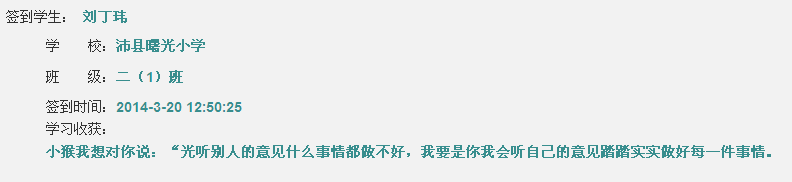 签到学生： 刘丁玮
学　　校：沛县曙光小学
班　　级：二（1）班
签到时间：2014-3-20 12:50:25
学习收获：
小猴我想对你说：“光听别人的意见什么事情都做不好，我要是你我会听自己的意见踏踏实实做好每一件事情。